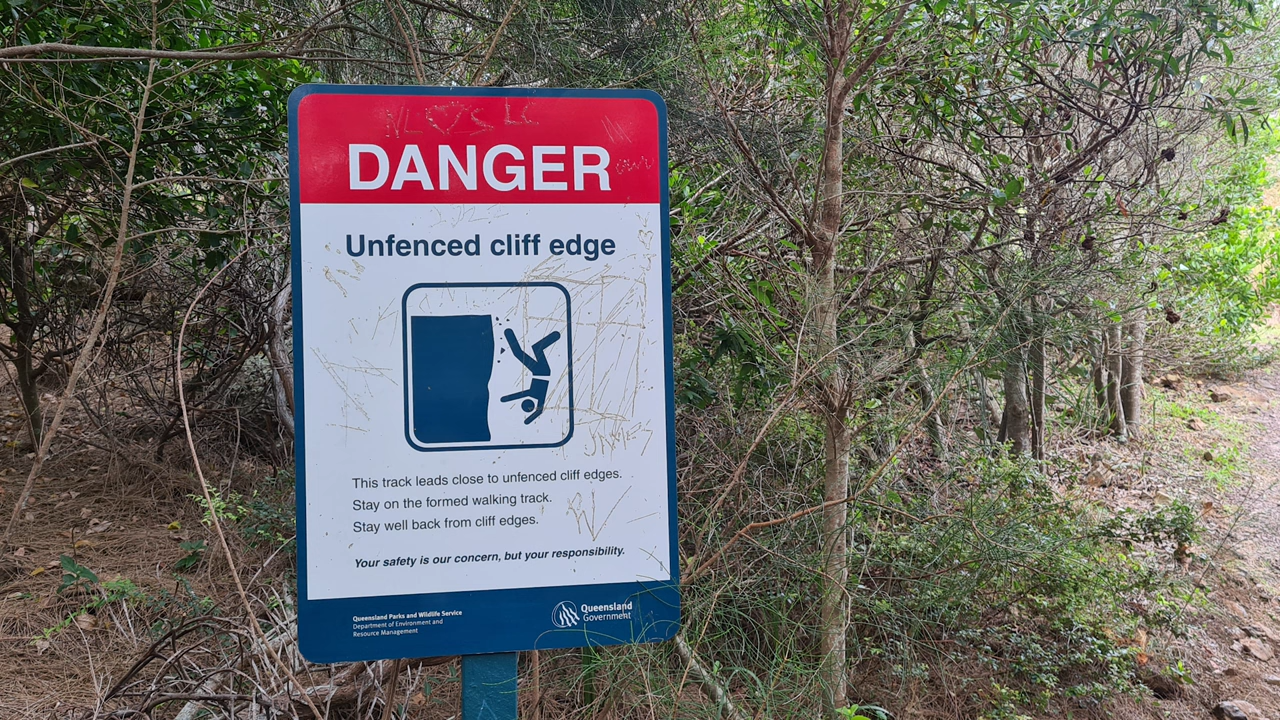 DANGER
Unfenced cliff edge
This track leads close to unfenced cliff edges.
Stay on the formed walking track.
Stay well back from cliff edges.
Your safety is our concern, but your responsibility.
Queensland Parks and Wildlife Service
Department of Environment and
Resource Management
Queensland
Government